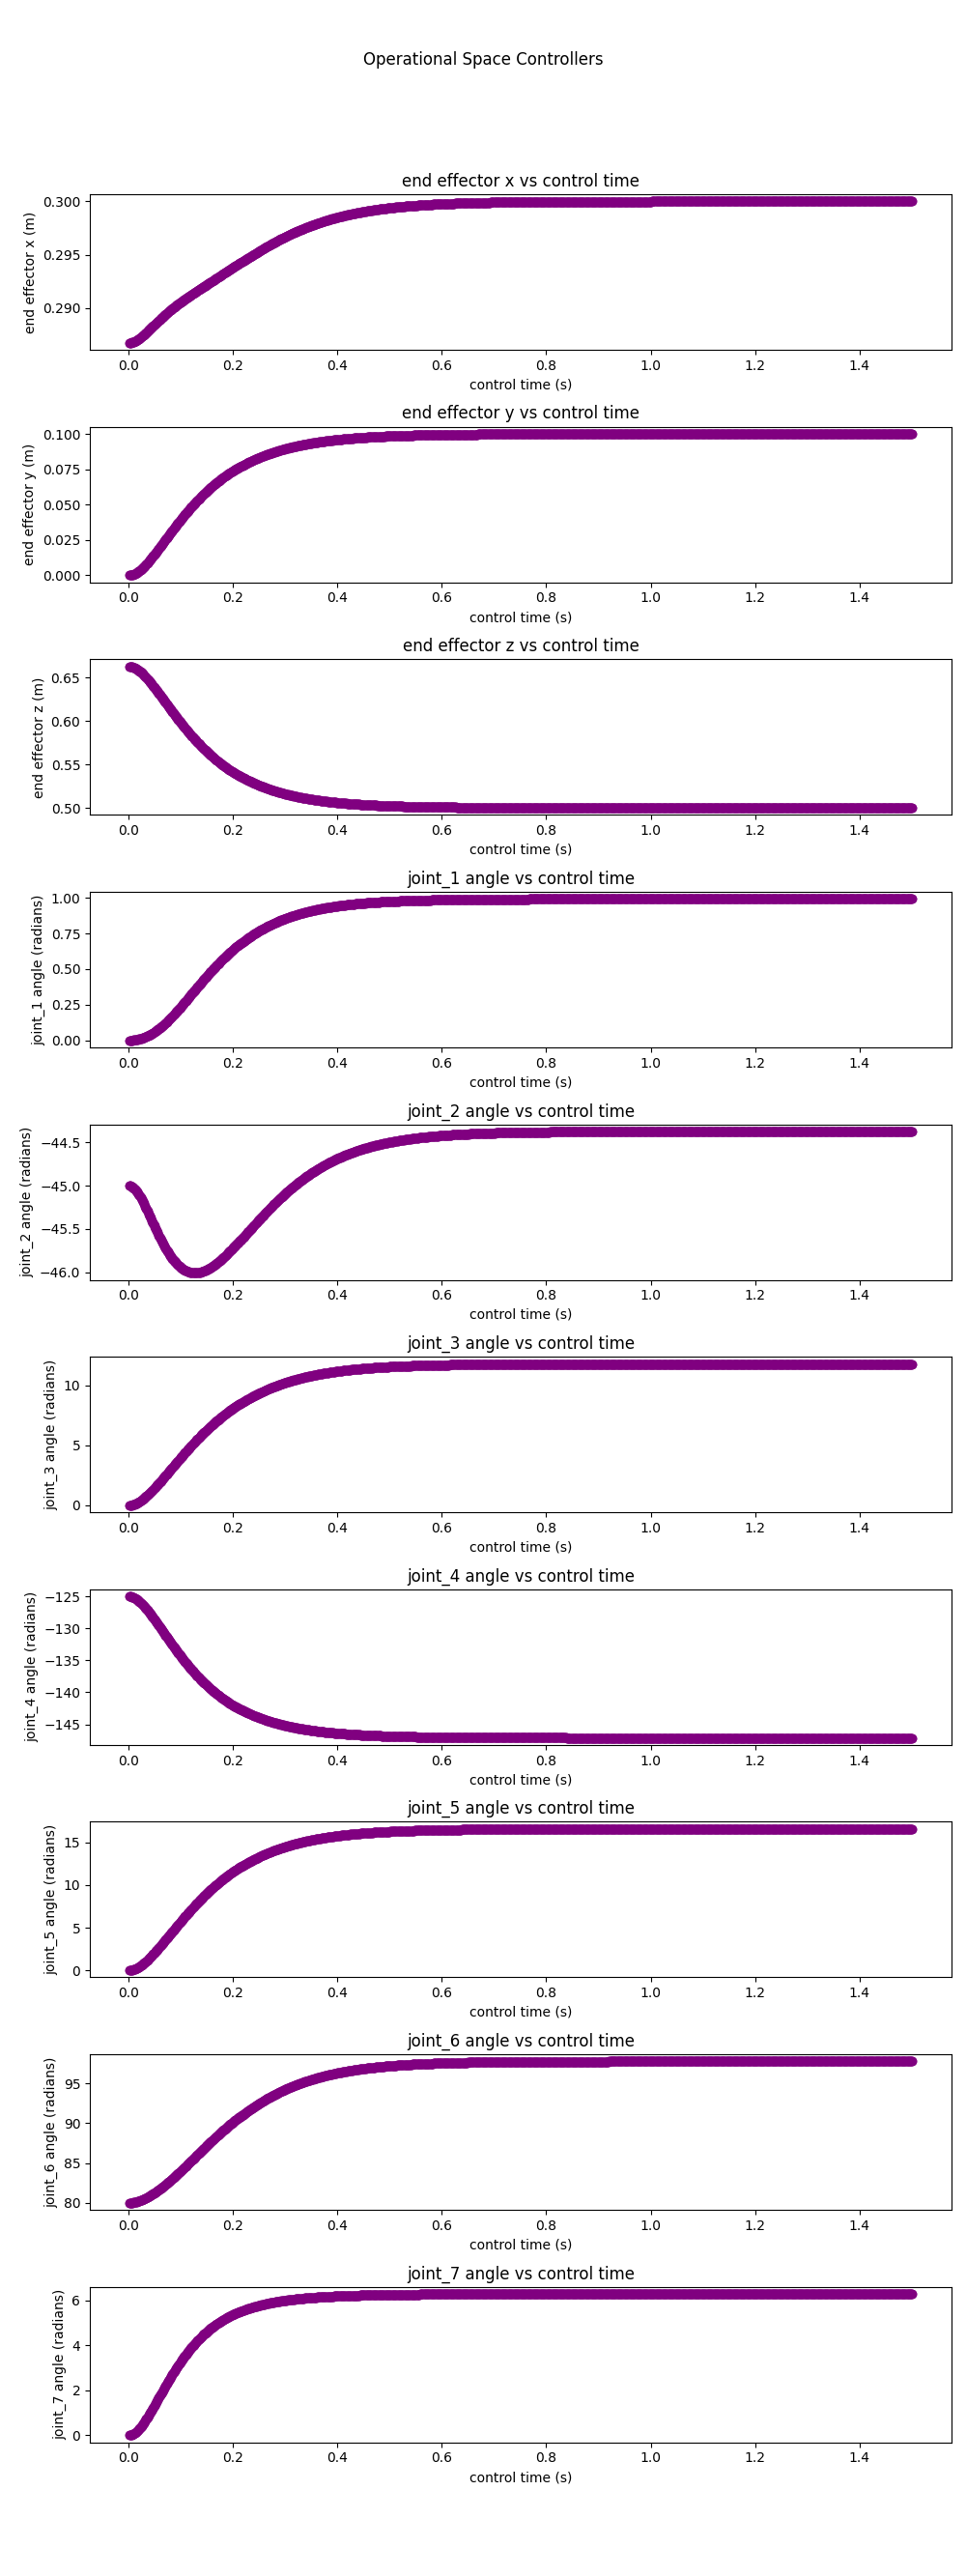 Operational Space Controllers
end effector x vs control time
end effector x (m)
0.300
0.295
0.290
0.0 0.2 0.4 0.6 0.8 1.0 1.2 1.4
control time (s)
end effector y vs control time
end effector y (m)
0.100
0.075
0.050
0.025
0.000
0.0 0.2 0.4 0.6 0.8 1.0 1.2 1.4
control time (s)
end effector z vs control time
end effector z (m)
0.65
0.60
0.55
0.50
0.0 0.2 0.4 0.6 0.8 1.0 1.2 1.4
control time (s)
joint_1 angle vs control time
joint_1 angle (radians)
1.00
0.75
0.50
0.25
0.00
0.0 0.2 0.4 0.6 0.8 1.0 1.2 1.4
control time (s)
joint_2 angle vs control time
joint_2 angle (radians)
−44.5
−45.0
−45.5
−46.0
0.0 0.2 0.4 0.6 0.8 1.0 1.2 1.4
control time (s)
joint_3 angle vs control time
joint_3 angle (radians)
10
5
0
0.0 0.2 0.4 0.6 0.8 1.0 1.2 1.4
control time (s)
joint_4 angle vs control time
joint_4 angle (radians)
−125
−130
−135
−140
−145
0.0 0.2 0.4 0.6 0.8 1.0 1.2 1.4
control time (s)
joint_5 angle vs control time
joint_5 angle (radians)
15
10
5
0
0.0 0.2 0.4 0.6 0.8 1.0 1.2 1.4
control time (s)
joint_6 angle vs control time
joint_6 angle (radians)
95
90
85
80
0.0 0.2 0.4 0.6 0.8 1.0 1.2 1.4
control time (s)
joint_7 angle vs control time
joint_7 angle (radians)
6
4
2
0
0.0 0.2 0.4 0.6 0.8 1.0 1.2 1.4
control time (s)